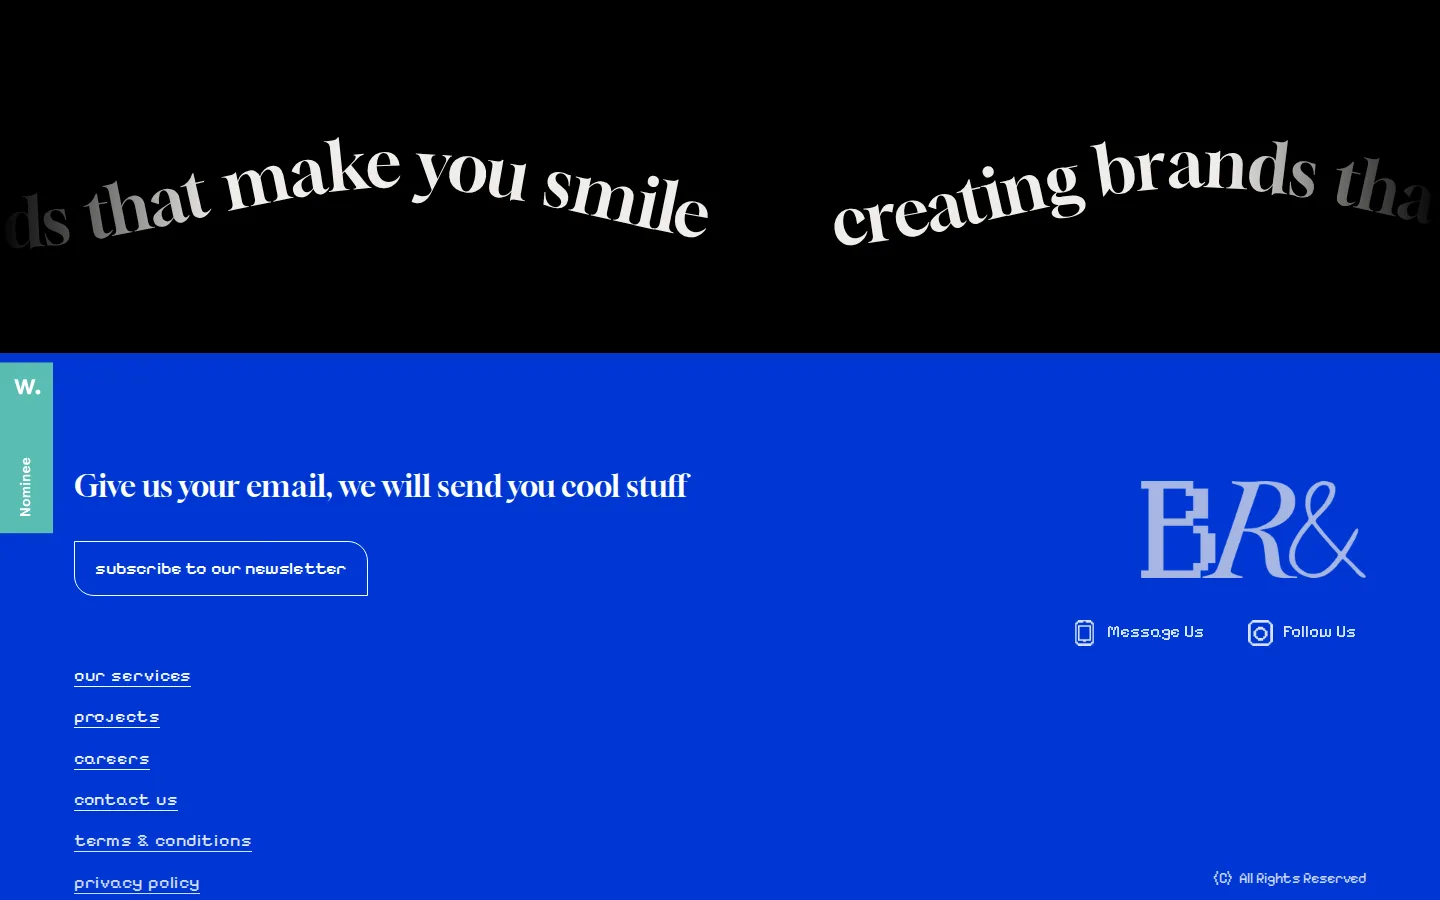 ds that make you smile
creating brands tha
W.
Nominee
Give us your email, we will send you cool stuff
subscribe to our newsletter
BR&
Message Us
Follow Us
our services
projects
careers
contact us
terms & conditions
privacy policy
{C} All Rights Reserved